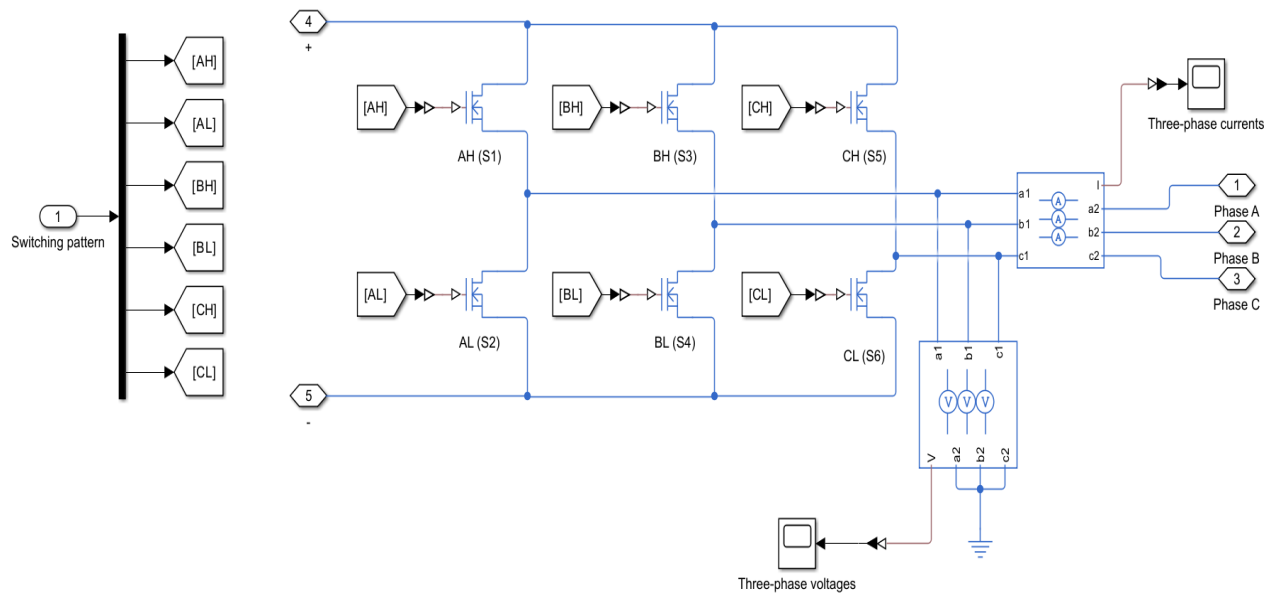 4
+
[AH]
[AL]
[BH]
[BL]
[CH]
[CL]
1
Switching pattern
[AH]
[BH]
[CH]
AH (S1)
BH (S3)
CH (S5)
[AL]
[BL]
[CL]
AL (S2)
BL (S4)
CL (S6)
5
-
Three-phase currents
a1
b1
c1
A
A
A
I
a2
b2
c2
1
Phase A
2
Phase B
3
Phase C
a1
b1
c1
V
V
V
V
a2
b2
c2
Three-phase voltages